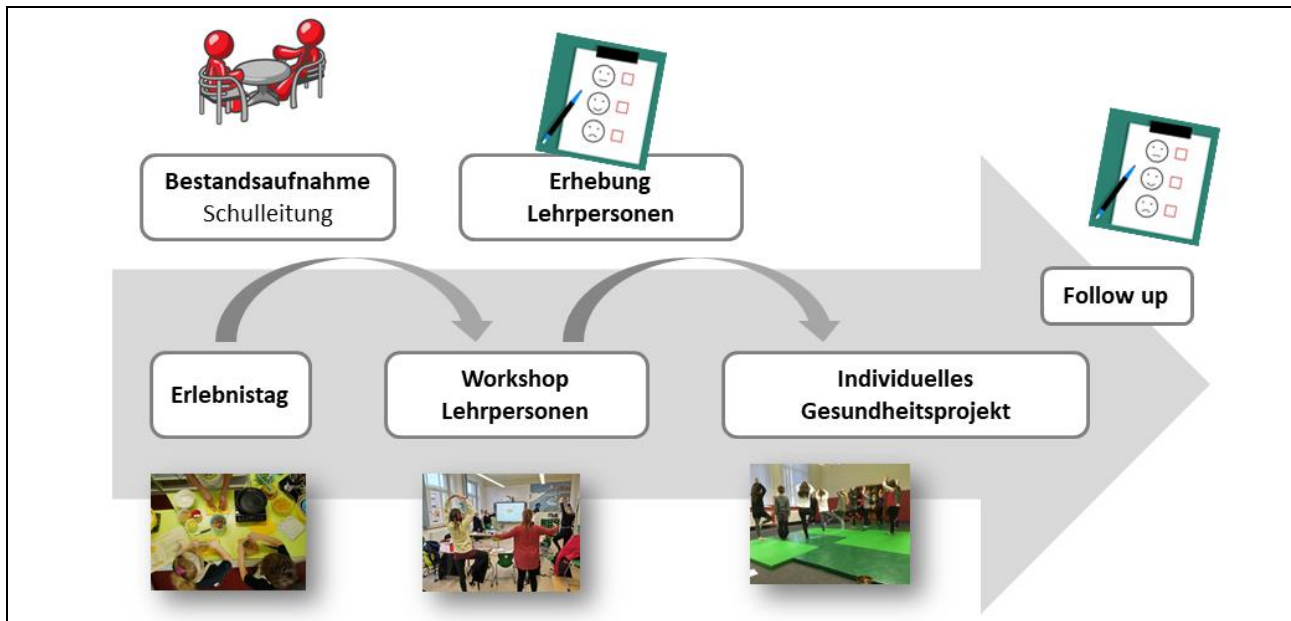 Bestandsaufnahme
Schulleitung
Erhebung
Lehrpersonen
Follow up
Erlebnistag
Workshop
Lehrpersonen
Individuelles
Gesundheitsprojekt